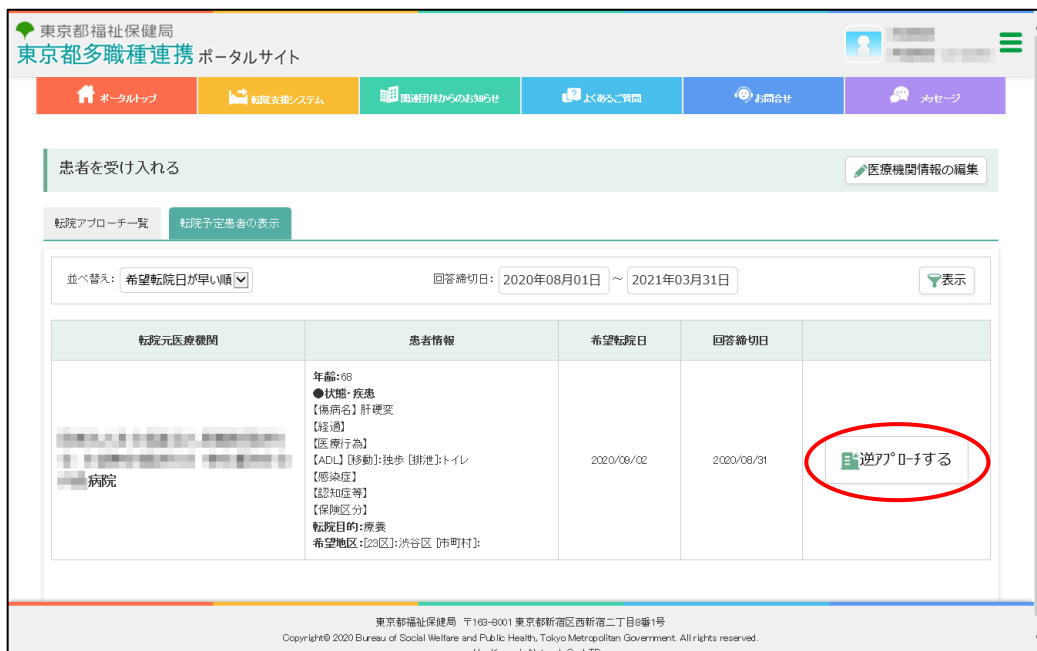 東京都福祉保健局
東京都多職種連携 ポータルサイト
ポータルトップ
転院支援システム
関連団体からのお知らせ
よくあるご質問
お問合せ
メッセージ
患者を受け入れる
医療機関情報の編集
転院アプローチ一覧
転院予定患者の表示
並べ替え: 希望転院日が早い順
回答締切日: 2020年08月01日 ~ 2021年03月31日
表示
転院元医療機関
患者情報
希望転院日
回答締切日
病院
年齢:68
●状態・疾患
【傷病名】肝硬変
【経過】
【医療行為】
【ADL】[移動]:独歩 [排泄]:トイレ
【感染症】
【認知症等】
【保険区分】
転院目的:療養
希望地区:[23区]:渋谷区 [市町村]:
2020/09/02
2020/08/31
逆アプローチする
東京都福祉保健局 〒163-8001 東京都新宿区西新宿二丁目8番1号
Copyright© 2020 Bureau of Social Welfare and Public Health, Tokyo Metropolitan Government. All rights reserved.